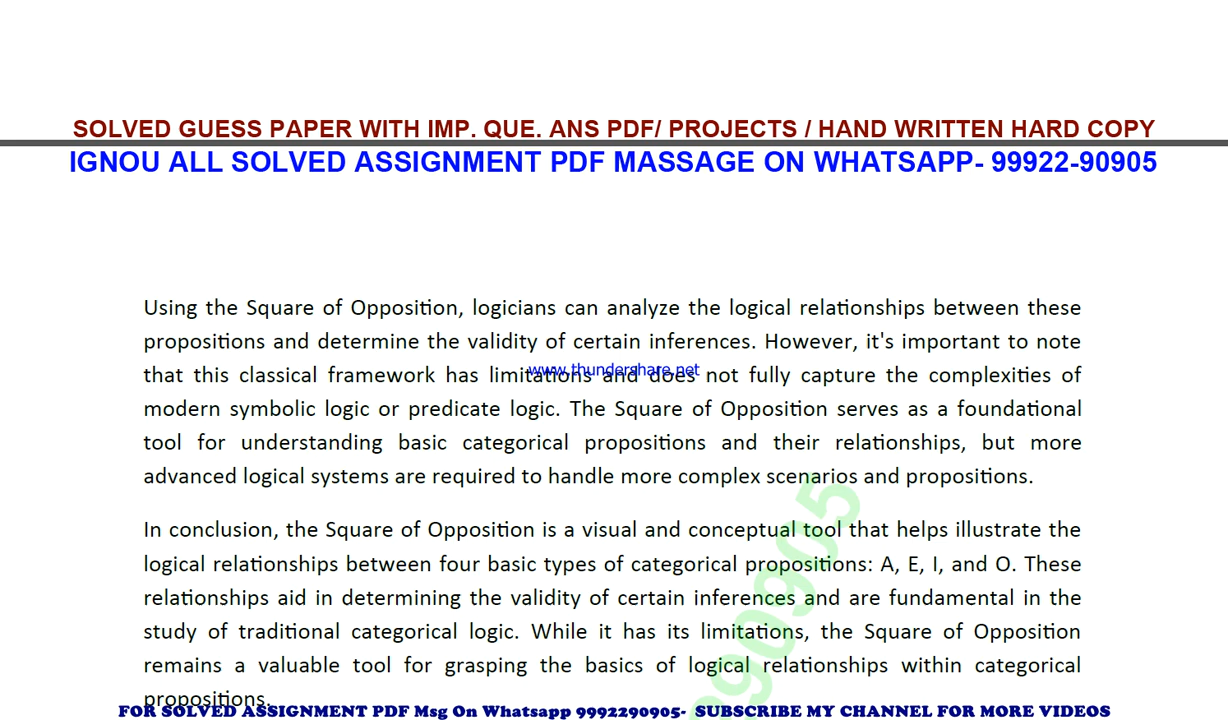 SOLVED GUESS PAPER WITH IMP. QUE. ANS PDF/ PROJECTS / HAND WRITTEN HARD COPY
IGNOU ALL SOLVED ASSIGNMENT PDF MASSAGE ON WHATSAPP- 99922-90905
Using the Square of Opposition, logicians can analyze the logical relationships between these
propositions and determine the validity of certain inferences. However, it's important to note
www.thundershare.net
that this classical framework has limitations and does not fully capture the complexities of
modern symbolic logic or predicate logic. The Square of Opposition serves as a foundational
tool for understanding basic categorical propositions and their relationships, but more
advanced logical systems are required to handle more complex scenarios and propositions.
In conclusion, the Square of Opposition is a visual and conceptual tool that helps illustrate the
logical relationships between four basic types of categorical propositions: A, E, I, and O. These
relationships aid in determining the validity of certain inferences and are fundamental in the
study of traditional categorical logic. While it has its limitations, the Square of Opposition
remains a valuable tool for grasping the basics of logical relationships within categorical
propositions.
FOR SOLVED ASSIGNMENT PDF Msg On Whatsapp 9992290905- SUBSCRIBE MY CHANNEL FOR MORE VIDEOS